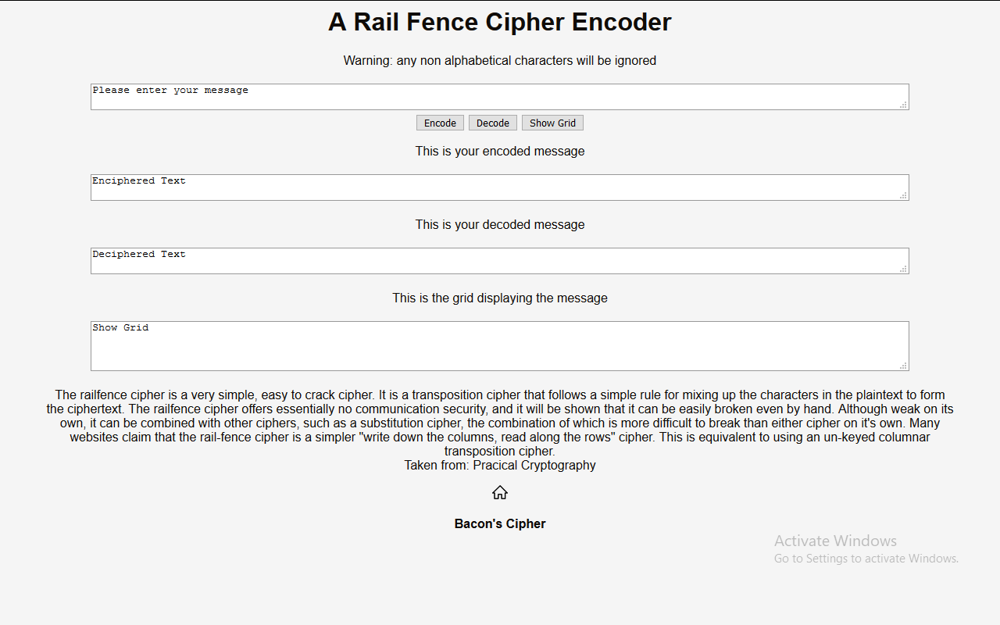 A Rail Fence Cipher Encoder
Warning: any non alphabetical characters will be ignored
Please enter your message
Encode Decode Show Grid
This is your encoded message
Enciphered Text
This is your decoded message
Deciphered Text
This is the grid displaying the message
Show Grid
The railfence cipher is a very simple, easy to crack cipher. It is a transposition cipher that follows a simple rule for mixing up the characters in the plaintext to form
the ciphertext. The railfence cipher offers essentially no communication security, and it will be shown that it can be easily broken even by hand. Although weak on its
own, it can be combined with other ciphers, such as a substitution cipher, the combination of which is more difficult to break than either cipher on it's own. Many
websites claim that the rail-fence cipher is a simpler "write down the columns, read along the rows" cipher. This is equivalent to using an un-keyed columnar
transposition cipher.
Taken from: Pracical Cryptography
Bacon's Cipher
Activate Windows
Go to Settings to activate Windows.